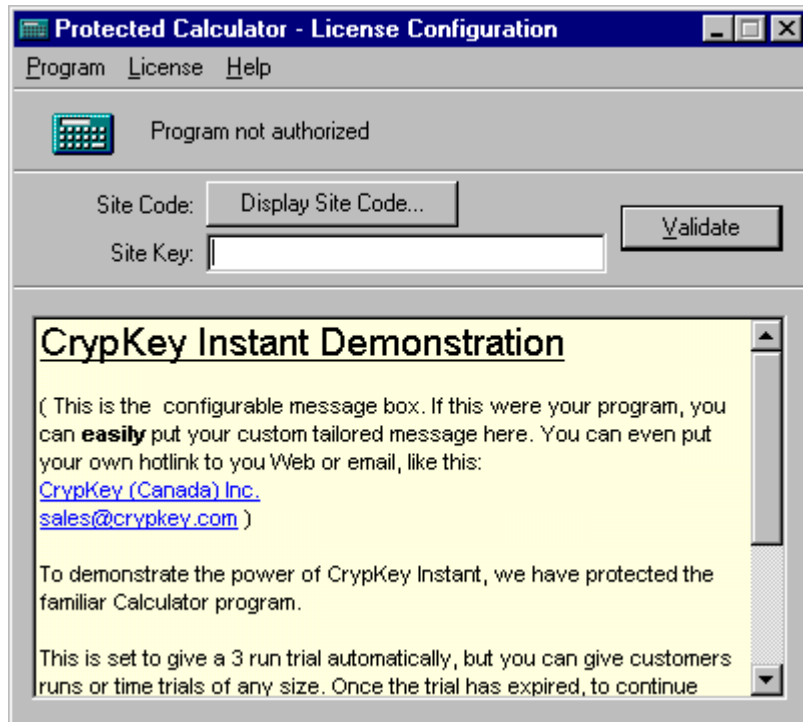 Protected Calculator - License Configuration
Program License Help
Program not authorized
Site Code: Display Site Code...
Validate
Site Key:
CrypKey Instant Demonstration
( This is the configurable message box. If this were your program, you
can easily put your custom tailored message here. You can even put
your own hotlink to you Web or email, like this:
CrypKey (Canada) Inc.
sales@crypkey.com )
To demonstrate the power of CrypKey Instant, we have protected the
familiar Calculator program.
This is set to give a 3 run trial automatically, but you can give customers
runs or time trials of any size. Once the trial has expired, to continue